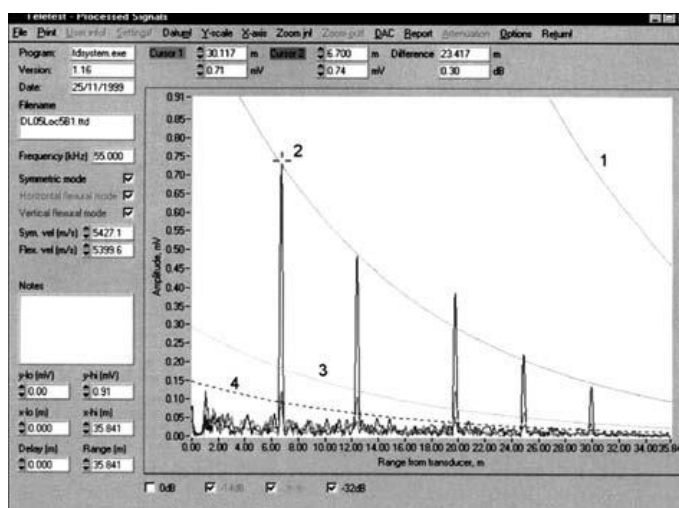 Teletest - Processed Signals
File Print User info! Settings! Datum! Y-scale X-axis Zoom in! Zoom out! DAC Report Attenuation Options Return!
Program: !dsystem.exe Cursor 1 30.117 m Cursor 2 6.700 m Difference 23.417 m
Version: 1.16 0.71 mV 0.74 mV 0.30 dB
Date: 25/11/1999
Filename
DL05Loc5B1.ttd
Frequency (kHz) 55.000
Symmetric mode
Horizontal flexural mode
Vertical flexural mode
Sym. vel (m/s) 5427.1
Flex. vel (m/s) 5399.6
Notes
y-lo (mV) y-hi (mV)
0.00 0.91
x-lo (m) x-hi (m)
0.000 35.841
Delay (m) Range (m)
0.000 35.841
0.91
0.85
0.80
0.75
0.70
0.65
0.60
0.55
0.50
0.45
0.40
0.35
0.30
0.25
0.20
0.15
0.10
0.05
0.00
Amplitude, mV
1
2
3
4
0.00 2.00 4.00 6.00 8.00 10.00 12.00 14.00 16.00 18.00 20.00 22.00 24.00 26.00 28.00 30.00 32.00 35.84
Range from transducer, m
0dB -14dB -32dB